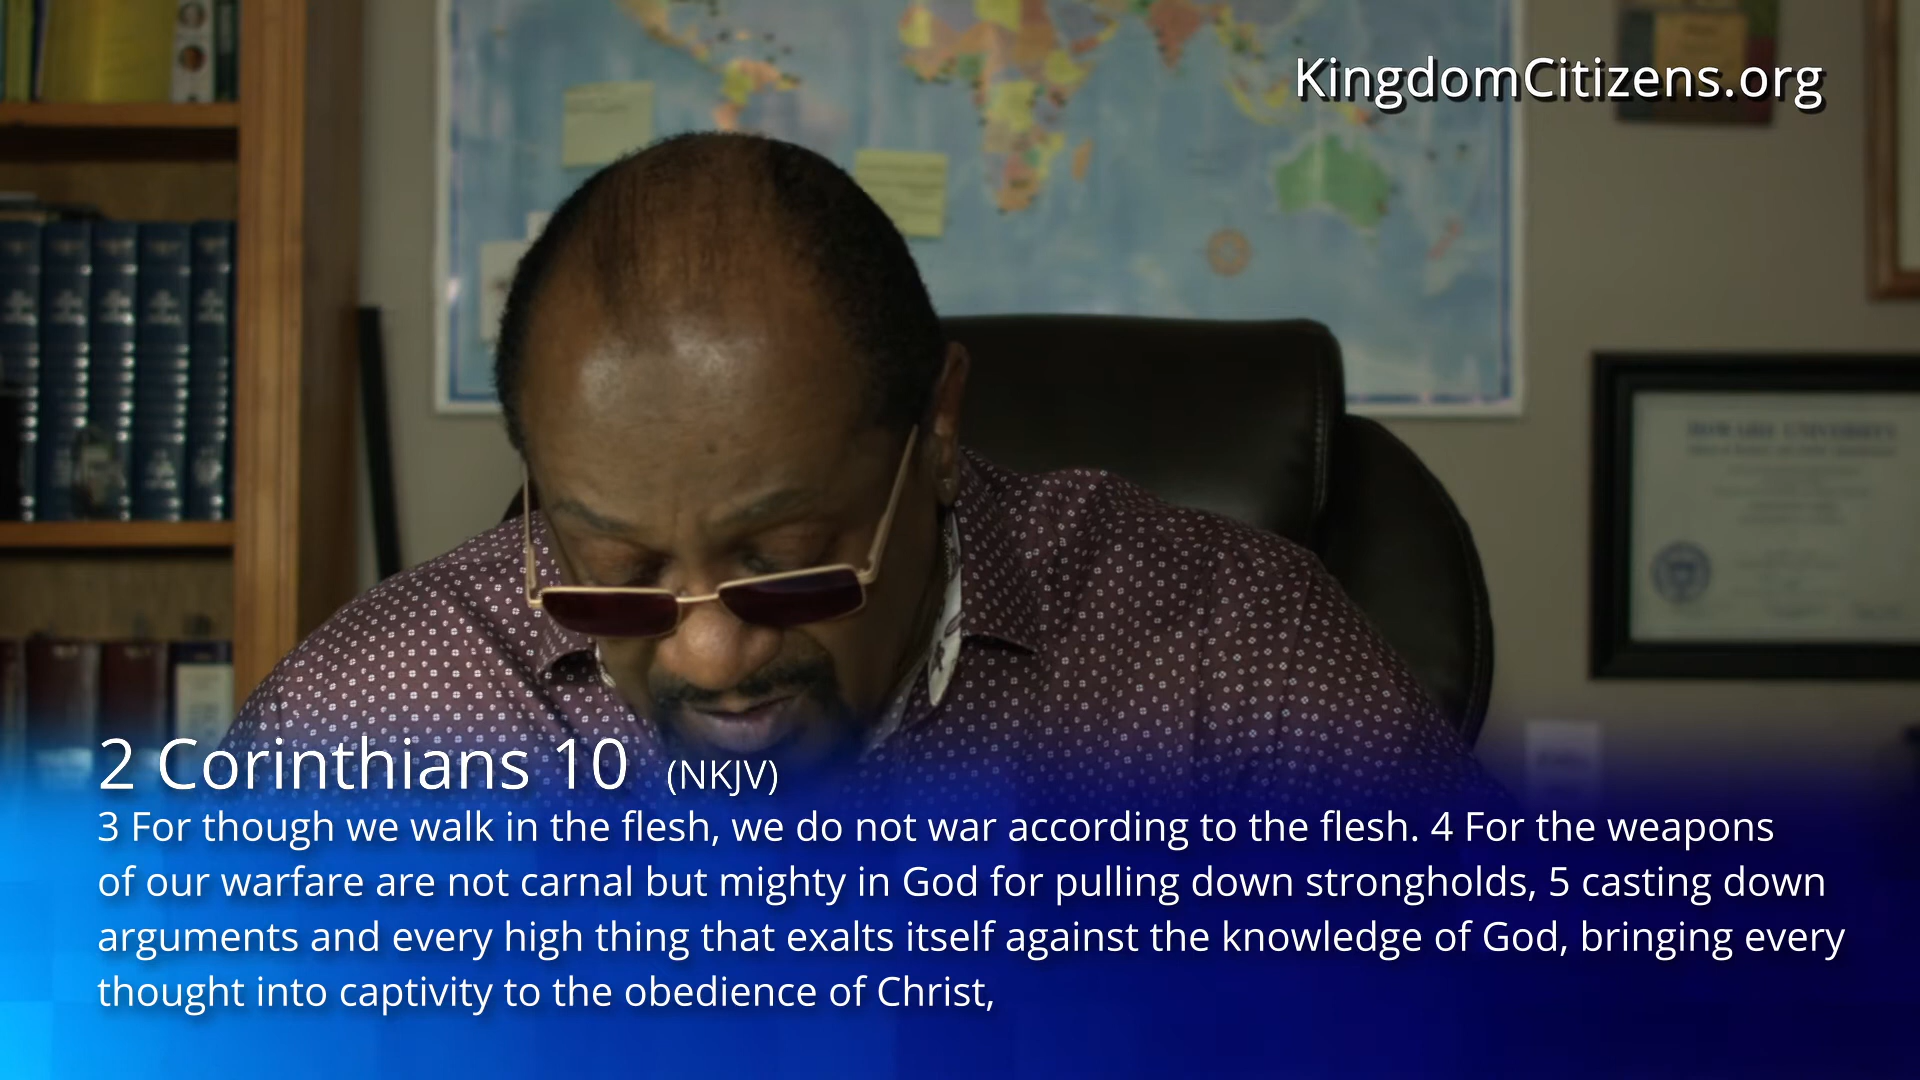 KingdomCitizens.org
HOWARD UNIVERSITY
2 Corinthians 10 (NKJV)
3 For though we walk in the flesh, we do not war according to the flesh. 4 For the weapons
of our warfare are not carnal but mighty in God for pulling down strongholds, 5 casting down
arguments and every high thing that exalts itself against the knowledge of God, bringing every
thought into captivity to the obedience of Christ,